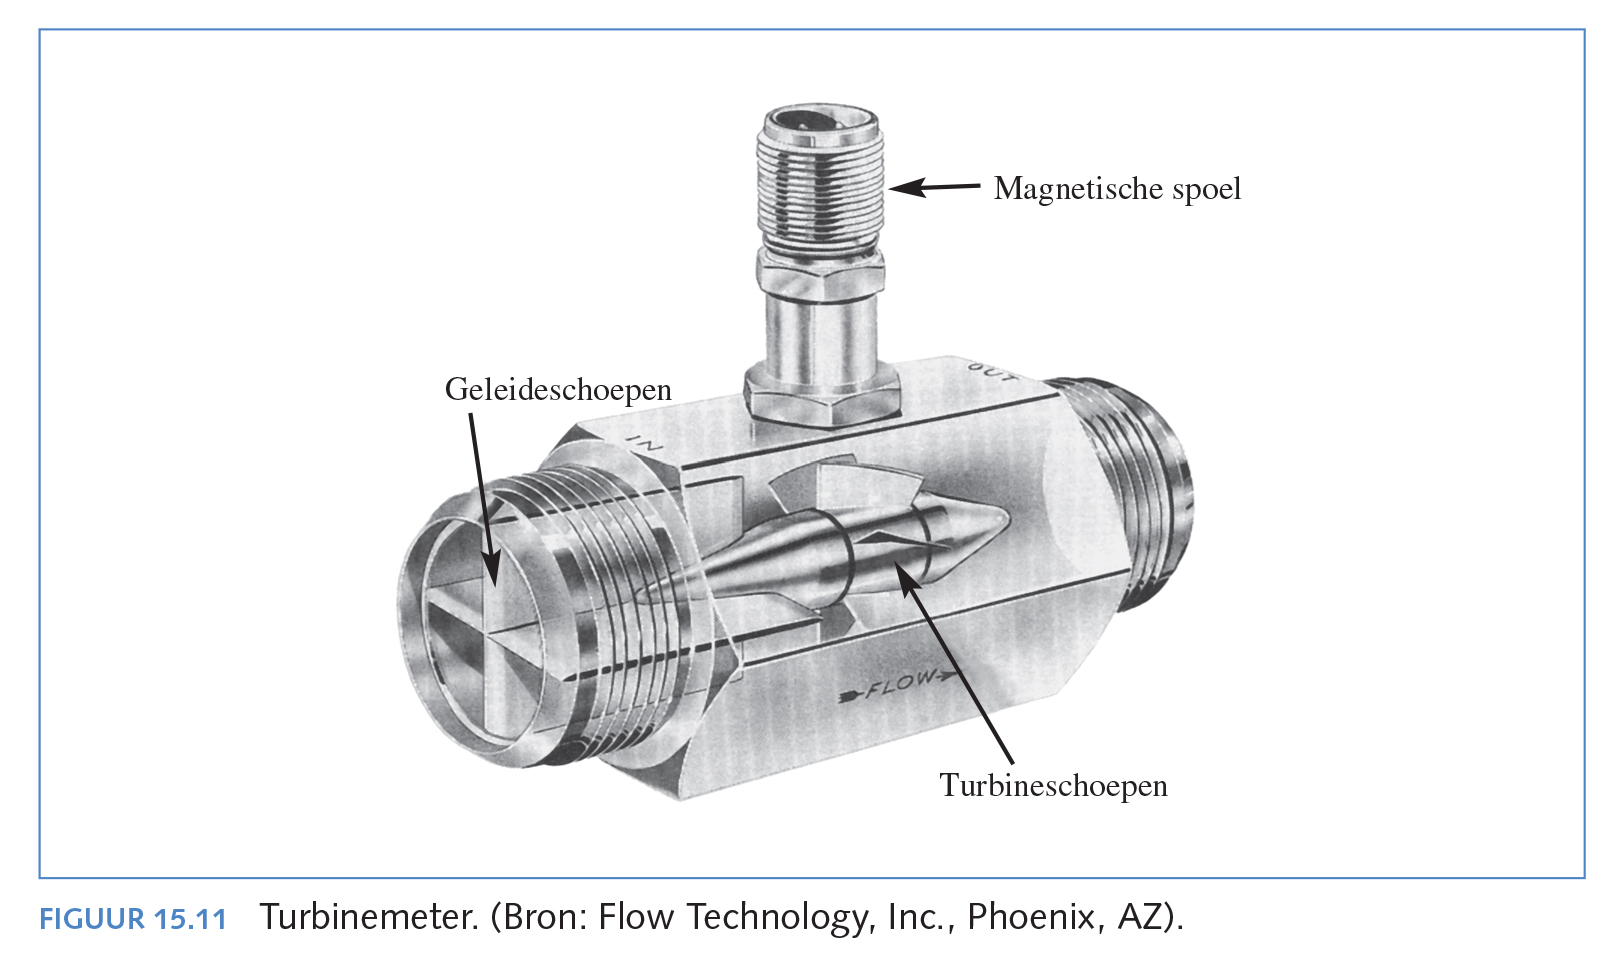 Magnetische spoel
Geleideschoepen
OUT
IN
FLOW
Turbineschoepen
FIGUUR 15.11 Turbinemeter. (Bron: Flow Technology, Inc., Phoenix, AZ).